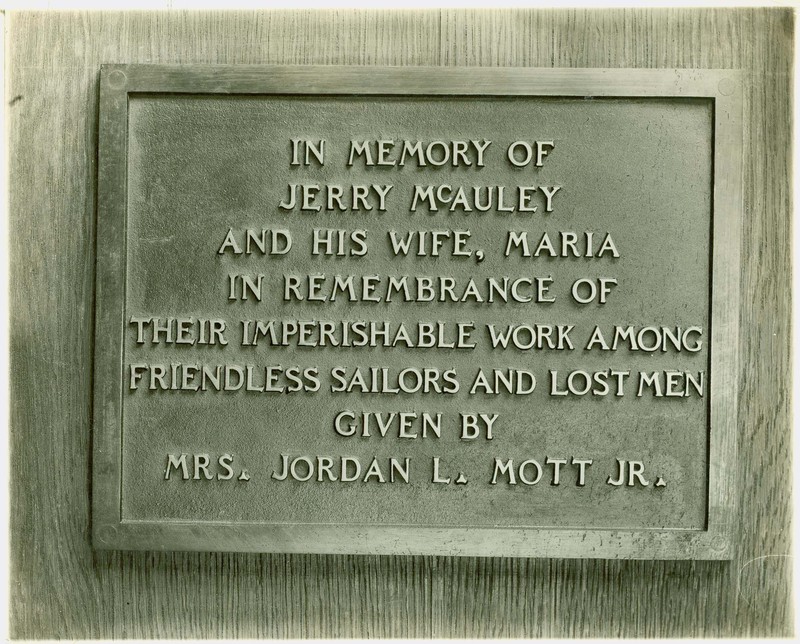 IN MEMORY OF
JERRY McAULEY
AND HIS WIFE, MARIA
IN REMEMBRANCE OF
THEIR IMPERISHABLE WORK AMONG
FRIENDLESS SAILORS AND LOST MEN
GIVEN BY
MRS. JORDAN L. MOTT JR.